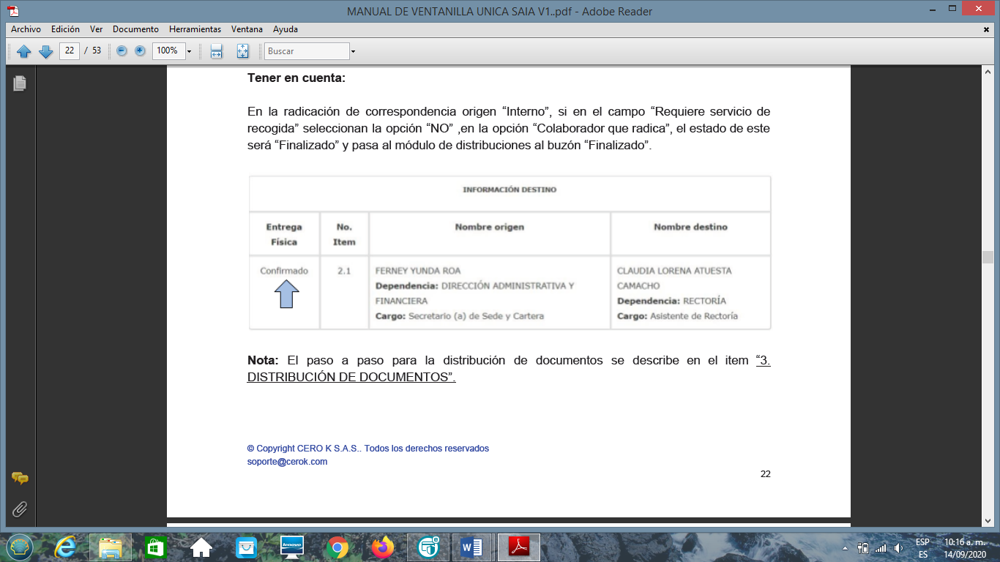 MANUAL DE VENTANILLA UNICA SAIA V1..pdf - Adobe Reader
Archivo Edición Ver Documento Herramientas Ventana Ayuda
22 / 53 100% Buscar
Tener en cuenta:
En la radicación de correspondencia origen “Interno”, si en el campo “Requiere servicio de
recogida” seleccionan la opción “NO” ,en la opción “Colaborador que radica”, el estado de este
será “Finalizado” y pasa al módulo de distribuciones al buzón “Finalizado”.
INFORMACIÓN DESTINO
Entrega
Física
No.
Item
Nombre origen
Nombre destino
Confirmado
2.1
FERNEY YUNDA ROA
Dependencia: DIRECCIÓN ADMINISTRATIVA Y
FINANCIERA
Cargo: Secretario (a) de Sede y Cartera
CLAUDIA LORENA ATUESTA
CAMACHO
Dependencia: RECTORÍA
Cargo: Asistente de Rectoría
Nota: El paso a paso para la distribución de documentos se describe en el item “3.
DISTRIBUCIÓN DE DOCUMENTOS”.
© Copyright CERO K S.A.S.. Todos los derechos reservados
soporte@cerok.com
22
lenovo
ESP
ES
10:16 a. m.
14/09/2020